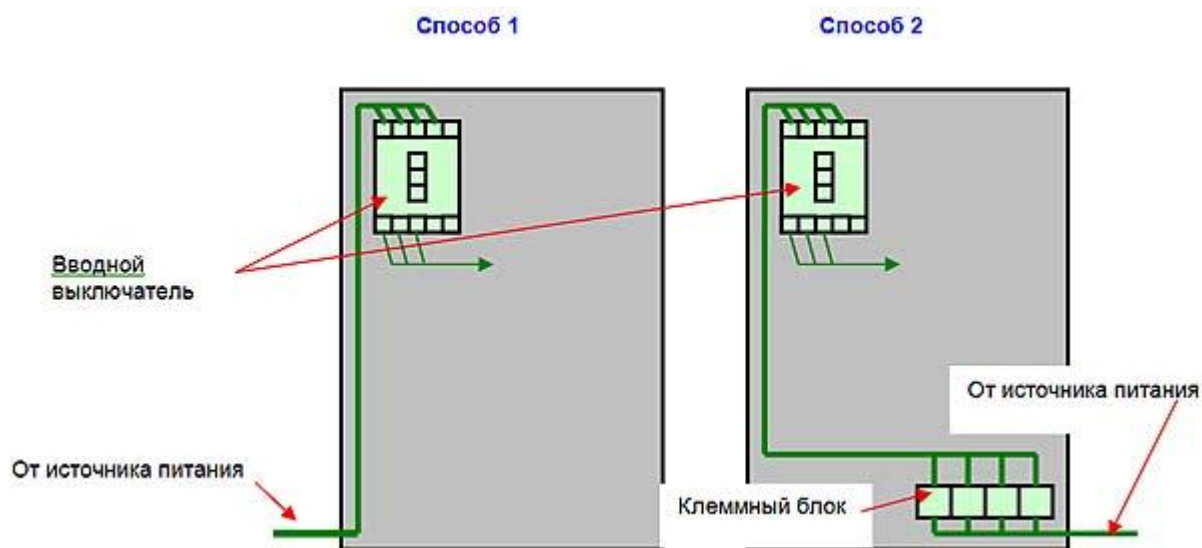 Способ 1
Способ 2
Вводной
выключатель
От источника питания
От источника питания
Клеммный блок